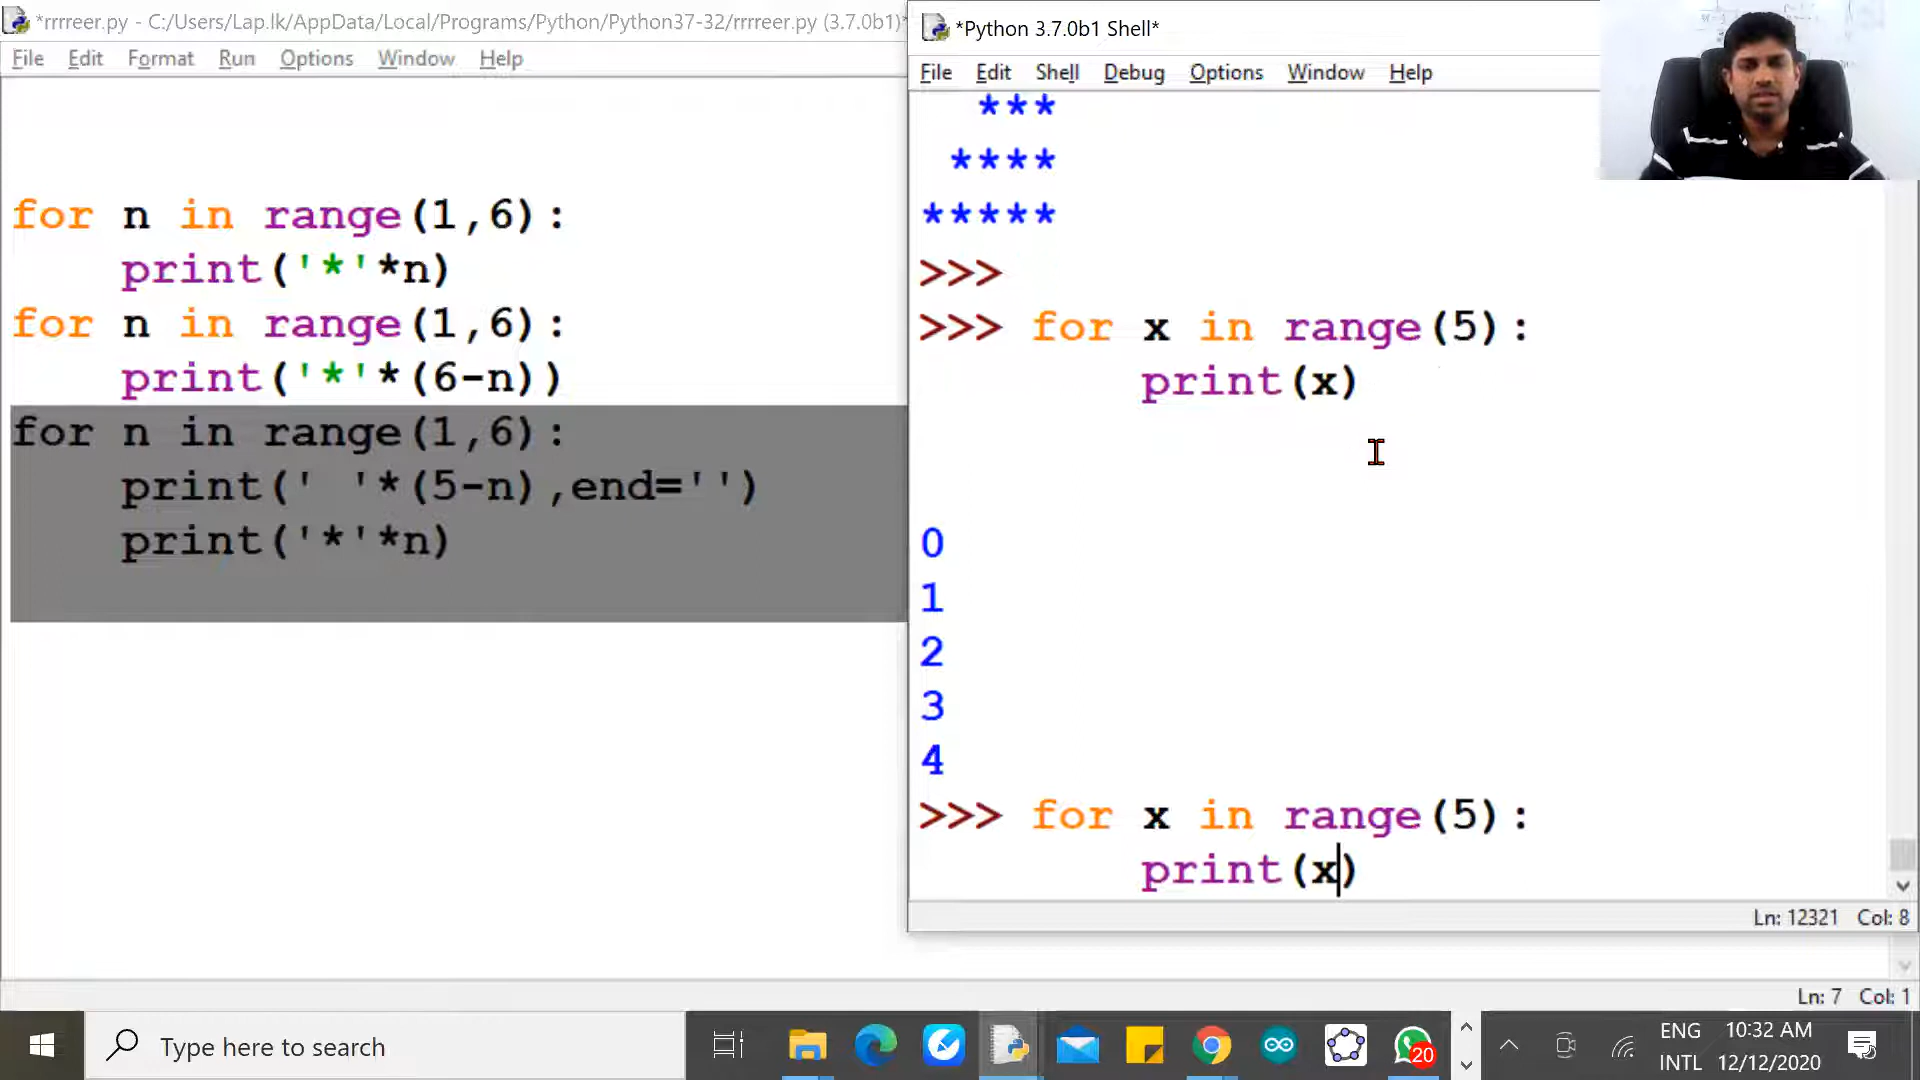 *rrrreer.py - C:/Users/Lap.lk/AppData/Local/Programs/Python/Python37-32/rrrreer.py (3.7.0b1)*
File Edit Format Run Options Window Help
for n in range(1,6):
    print('*'*n)
for n in range(1,6):
    print('*'*(6-n))
for n in range(1,6):
    print(' '*(5-n),end='')
    print('*'*n)
Ln: 7 Col: 1
*Python 3.7.0b1 Shell*
File Edit Shell Debug Options Window Help
  ***
 ****
*****
>>>
>>> for x in range(5):
        print(x)
0
1
2
3
4
>>> for x in range(5):
        print(x)
Ln: 12321 Col: 8
Type here to search
20
ENG
INTL
10:32 AM
12/12/2020